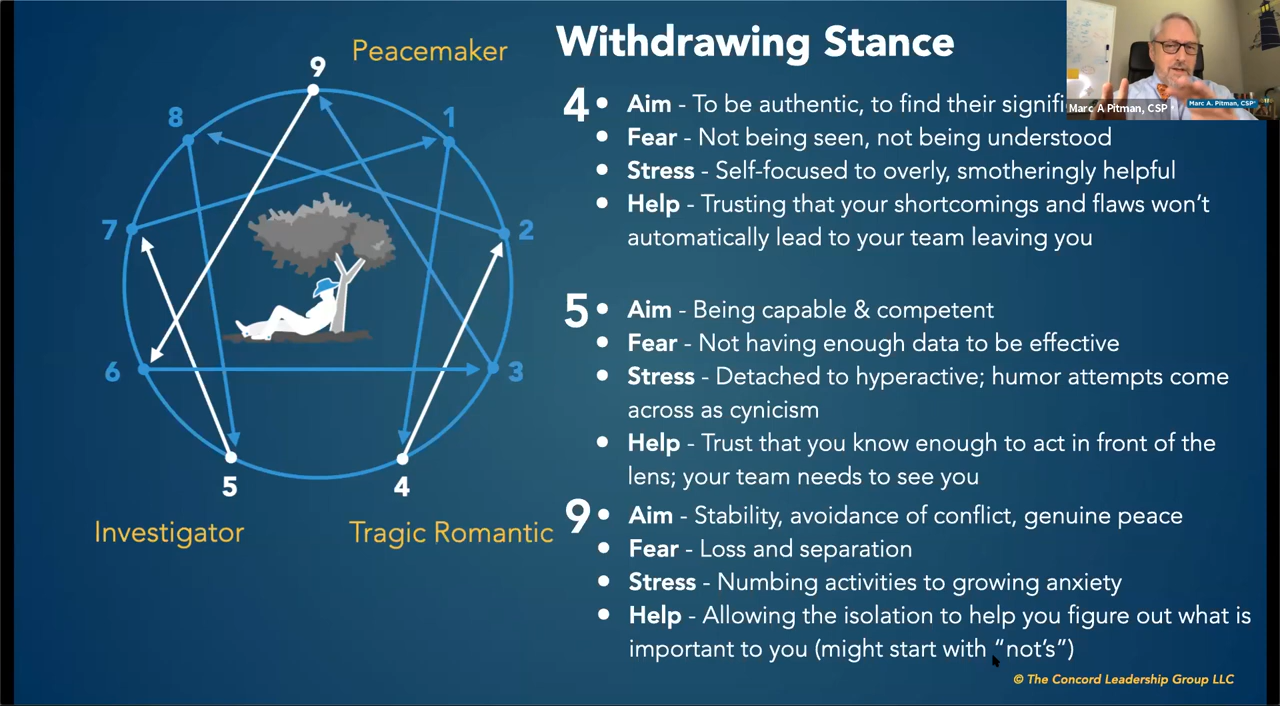 Peacemaker
9
8
1
7
2
6
3
5
4
Investigator
Tragic Romantic
Withdrawing Stance
4
• Aim - To be authentic, to find their signifi
• Fear - Not being seen, not being understood
• Stress - Self-focused to overly, smotheringly helpful
• Help - Trusting that your shortcomings and flaws won't
automatically lead to your team leaving you
5
• Aim - Being capable & competent
• Fear - Not having enough data to be effective
• Stress - Detached to hyperactive; humor attempts come
across as cynicism
• Help - Trust that you know enough to act in front of the
lens; your team needs to see you
9
• Aim - Stability, avoidance of conflict, genuine peace
• Fear - Loss and separation
• Stress - Numbing activities to growing anxiety
• Help - Allowing the isolation to help you figure out what is
important to you (might start with “not's”)
© The Concord Leadership Group LLC
Marc A Pitman, CSP
Marc A. Pitman, CSP